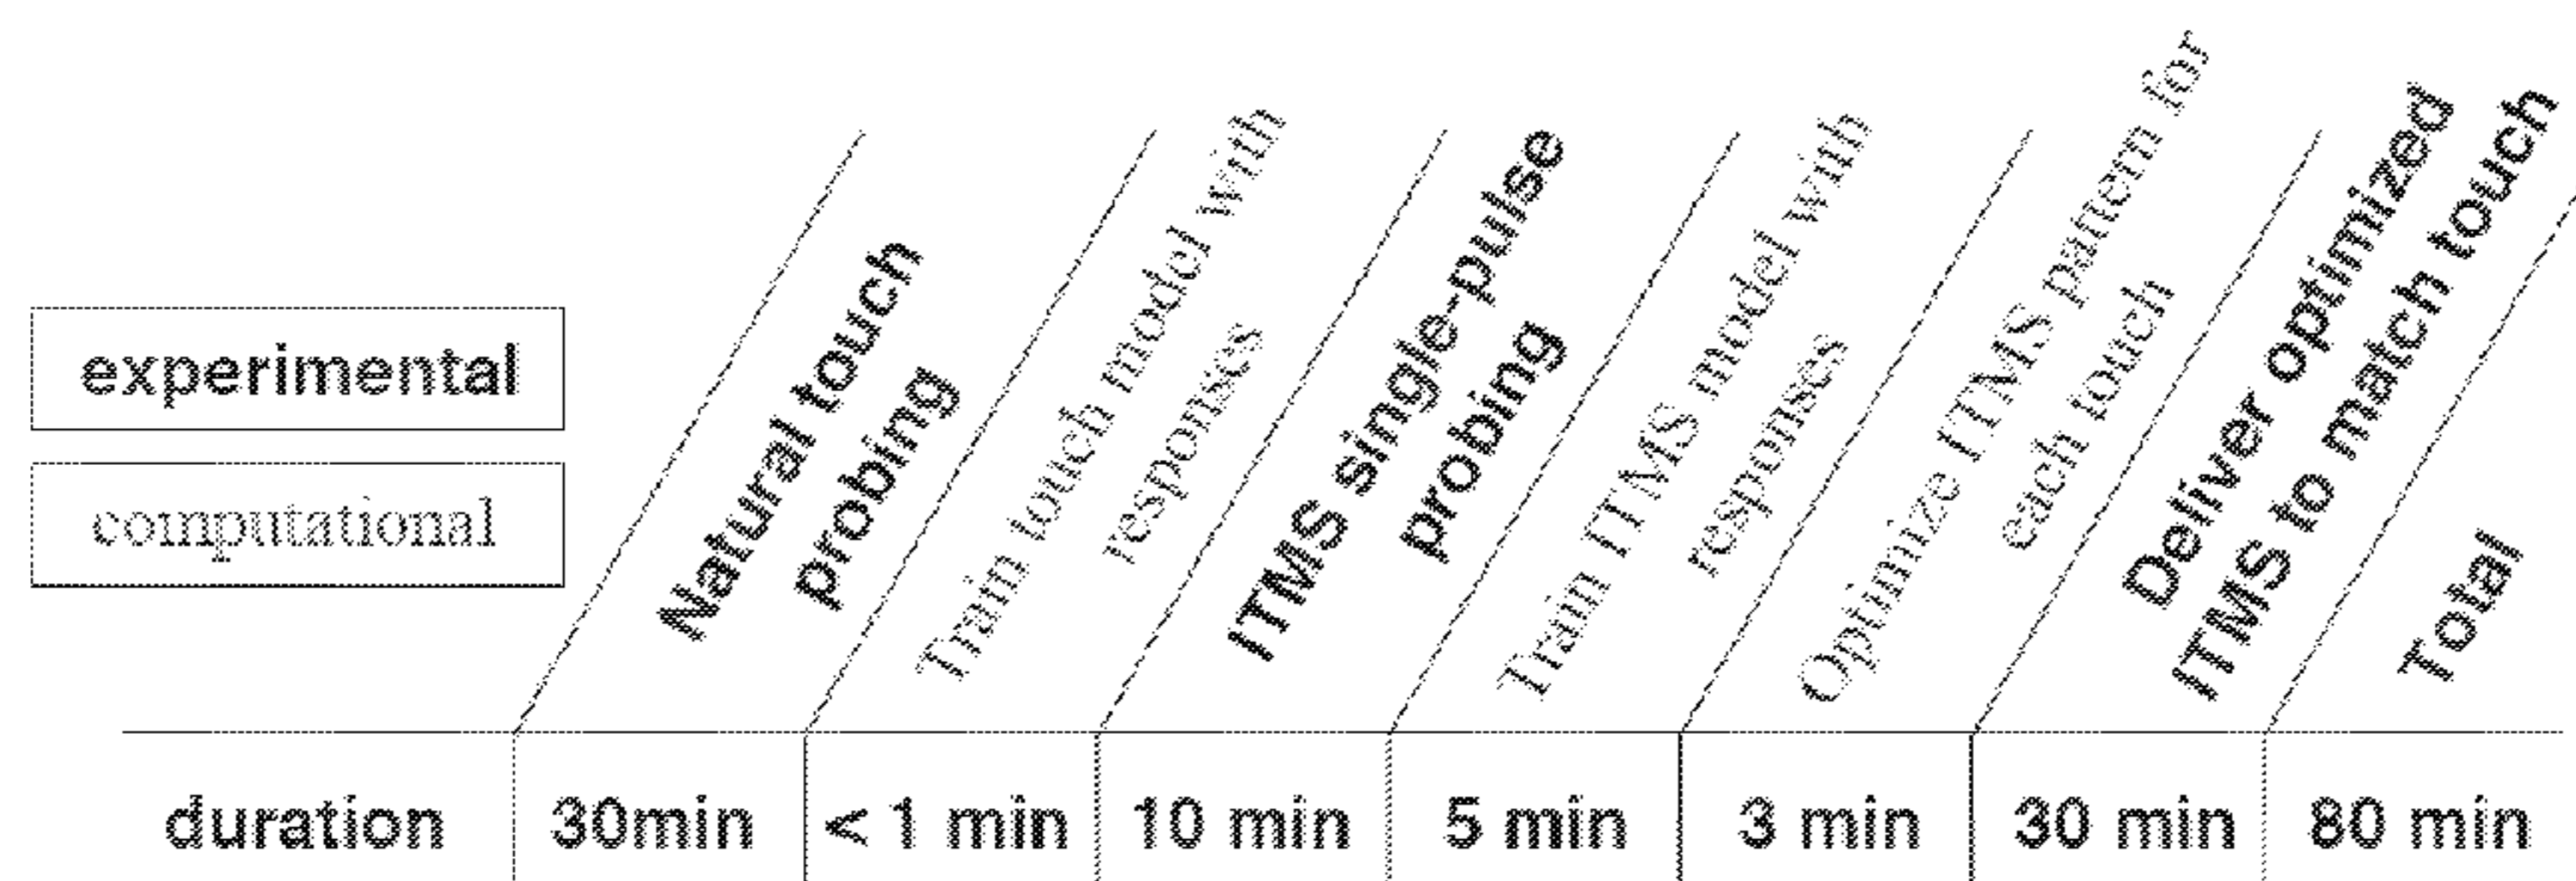 experimental
computational
Natural touch
probing
Train touch model with
responses
ITMS single-pulse
probing
Train ITMS model with
responses
Optimize ITMS pattern for
each touch
Deliver optimized
ITMS to match touch
Total
duration 30min < 1 min 10 min 5 min 3 min 30 min 80 min